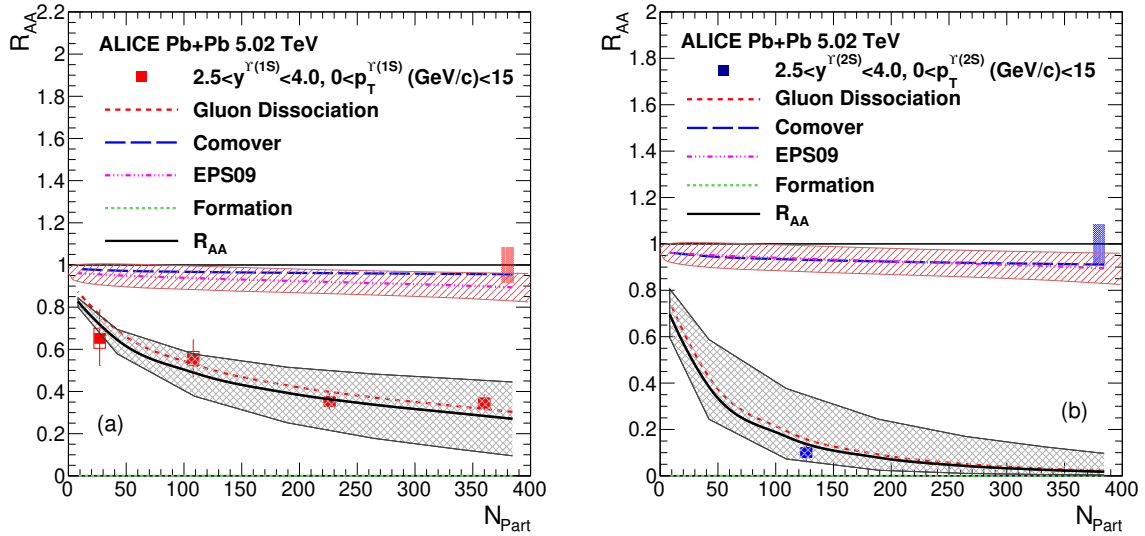 ALICE Pb+Pb 5.02 TeV
2.5<y^ϒ(1S)<4.0, 0<p_T^ϒ(1S) (GeV/c)<15
Gluon Dissociation
Comover
EPS09
Formation
R_AA
(a)
R_AA
2.2
2
1.8
1.6
1.4
1.2
1
0.8
0.6
0.4
0.2
0
0 50 100 150 200 250 300 350 400
N_Part
ALICE Pb+Pb 5.02 TeV
2.5<y^ϒ(2S)<4.0, 0<p_T^ϒ(2S) (GeV/c)<15
Gluon Dissociation
Comover
EPS09
Formation
R_AA
(b)
R_AA
2
1.8
1.6
1.4
1.2
1
0.8
0.6
0.4
0.2
0
0 50 100 150 200 250 300 350 400
N_Part